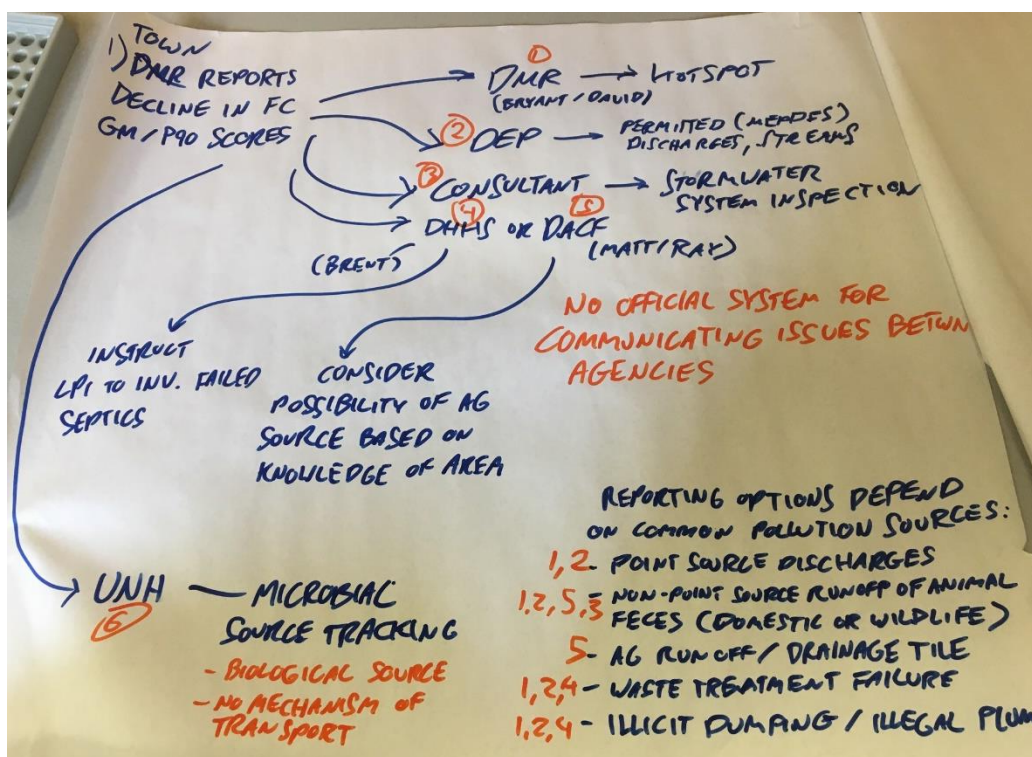 TOWN
1) DMR REPORTS
DECLINE IN FC
GM/P90 SCORES
1
DMR → HOTSPOT
(BRYANT/DAVID)
2 DEP → PERMITTED (MEPDES)
DISCHARGES, STREAMS
3 CONSULTANT → STORMWATER
SYSTEM INSPECTION
4 5
DHHS OR DACF
(BRENT) (MATT/RAY)
INSTRUCT
LPI TO INV. FAILED
SEPTICS
CONSIDER
POSSIBILITY OF AG
SOURCE BASED ON
KNOWLEDGE OF AREA
NO OFFICIAL SYSTEM FOR
COMMUNICATING ISSUES BETWN
AGENCIES
UNH — MICROBIAL
6 SOURCE TRACKING
- BIOLOGICAL SOURCE
- NO MECHANISM OF
TRANSPORT
REPORTING OPTIONS DEPEND
ON COMMON POLLUTION SOURCES:
1,2 - POINT SOURCE DISCHARGES
1,2,5,3 - NON-POINT SOURCE RUNOFF OF ANIMAL
FECES (DOMESTIC OR WILDLIFE)
5 - AG RUNOFF/DRAINAGE TILE
1,2,4 - WASTE TREATMENT FAILURE
1,2,4 - ILLICIT DUMPING / ILLEGAL PLUM